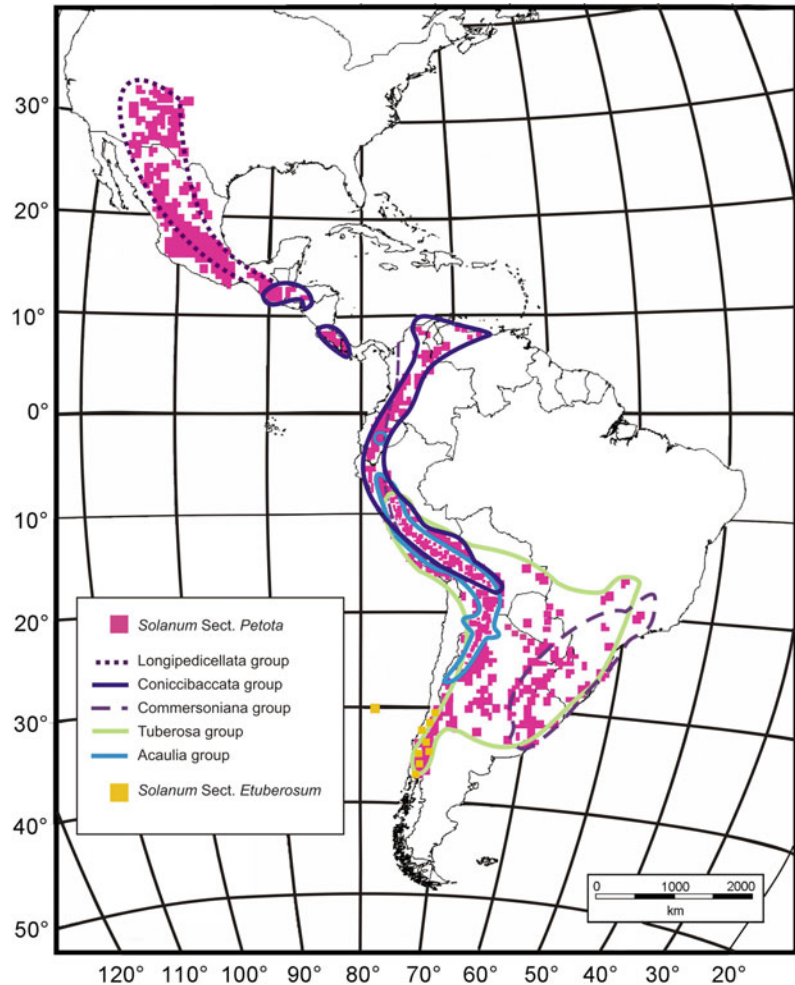 30°
20°
10°
0°
10°
20°
30°
40°
50°
Solanum Sect. Petota
Longipedicellata group
Coniccibaccata group
Commersoniana group
Tuberosa group
Acaulia group
Solanum Sect. Etuberosum
0 1000 2000
km
120° 110° 100° 90° 80° 70° 60° 50° 40° 30° 20°